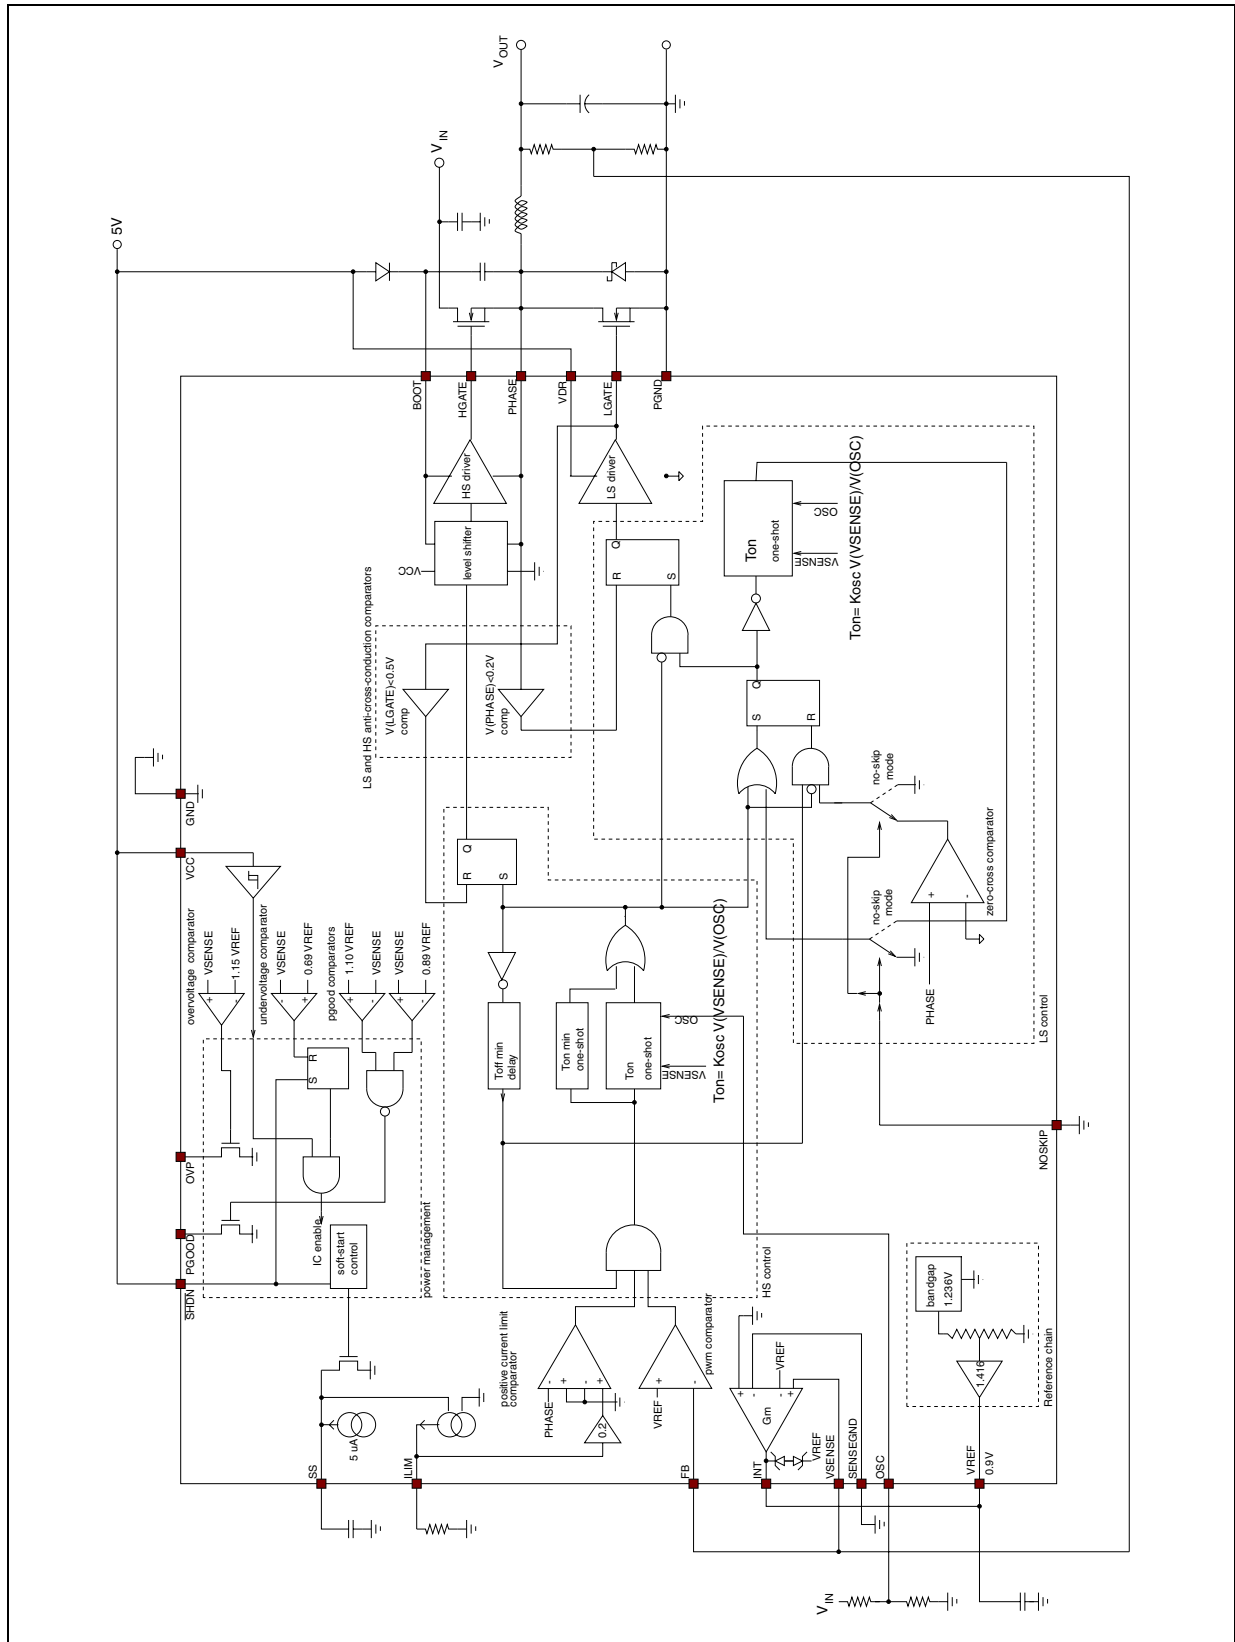 5V
VOUT
VIN
BOOT
HGATE
PHASE
VDR
LGATE
PGND
HS driver
LS driver
level shifter
VCC
LS and HS anti-cross-conduction comparators
V(LGATE)<0.5V
comp
V(PHASE)<0.2V
comp
R
Q
S
Ton
one-shot
OSC
VSENSE
Ton= Kosc V(VSENSE)/V(OSC)
S
Q
R
no-skip
mode
no-skip
mode
+
-
zero-cross comparator
PHASE
LS control
NOSKIP
GND
VCC
R
Q
S
overvoltage comparator
VSENSE
1.15 VREF
+
-
undervoltage comparator
VSENSE
0.69 VREF
-
+
pgood comparators
1.10 VREF
VSENSE
+
-
VSENSE
0.89 VREF
+
-
S
R
OVP
PGOOD
SHDN
IC enable
soft-start
control
power management
Toff min
delay
Ton min
one-shot
Ton
one-shot
OSC
VSENSE
Ton= Kosc V(VSENSE)/V(OSC)
HS control
SS
5 uA
ILIM
positive current limit
comparator
PHASE
-
+
-
+
0.2
VREF
+
-
pwm comparator
FB
Gm
+
-
-
+
VREF
INT
VREF
VSENSE
SENSEGND
OSC
VREF
0.9V
bandgap
1.236V
1.416
Reference chain
VIN